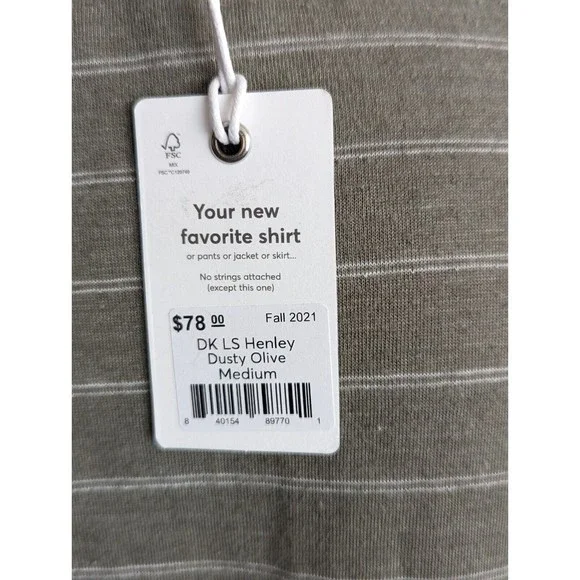 FSC
MIX
Your new
favorite shirt
or pants or jacket or skirt...
No strings attached
(except this one)
$78 00 Fall 2021
DK LS Henley
Dusty Olive
Medium
8 40154 89770 1